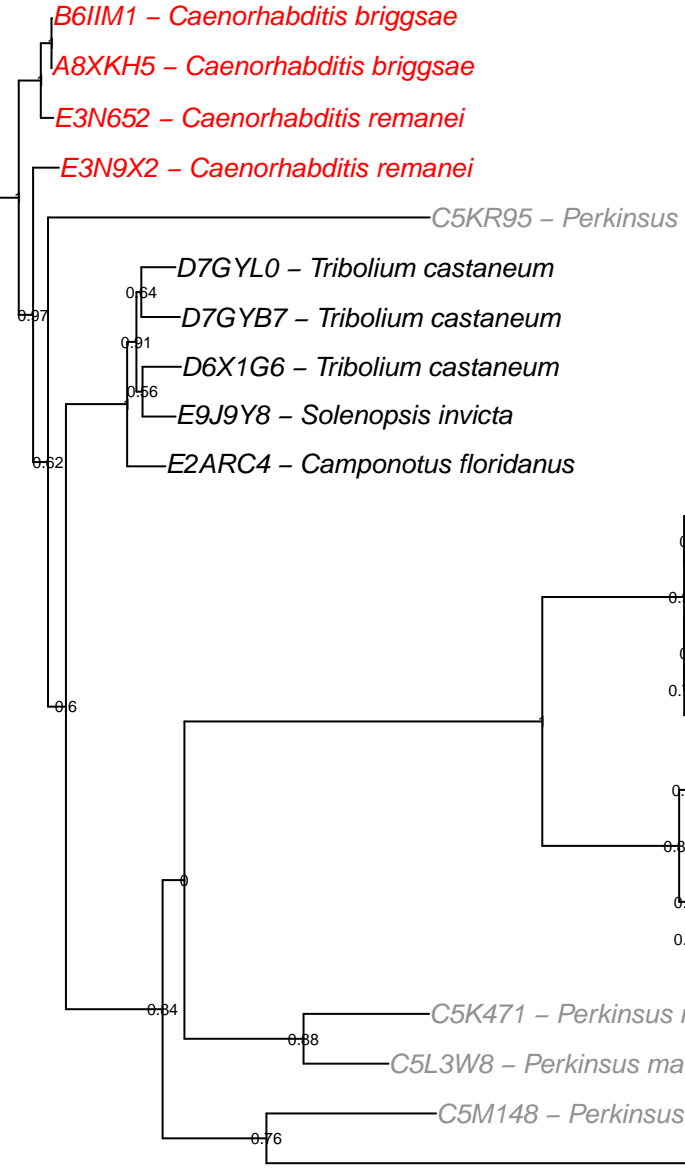 B6IIM1 – Caenorhabditis briggsae
A8XKH5 – Caenorhabditis briggsae
E3N652 – Caenorhabditis remanei
E3N9X2 – Caenorhabditis remanei
C5KR95 – Perkinsus
D7GYL0 – Tribolium castaneum
0.64
D7GYB7 – Tribolium castaneum
0.97
0.91
D6X1G6 – Tribolium castaneum
0.56
E9J9Y8 – Solenopsis invicta
0.62
E2ARC4 – Camponotus floridanus
0.6
1
0
0.84
C5K471 – Perkinsus
0.88
C5L3W8 – Perkinsus ma
C5M148 – Perkinsus
0.76